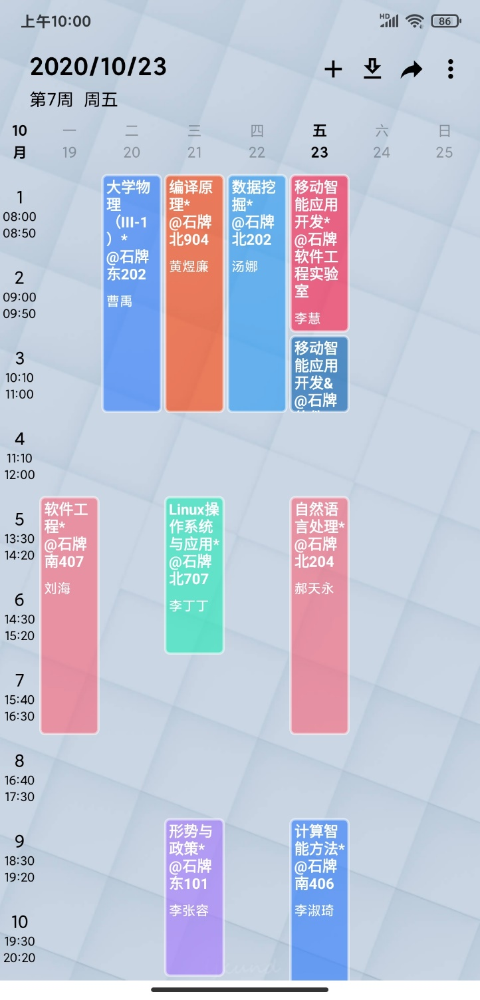 上午10:00
HD
86
2020/10/23
第7周 周五
10 一 二 三 四 五 六 日
月 19 20 21 22 23 24 25
1
08:00
08:50
2
09:00
09:50
3
10:10
11:00
4
11:10
12:00
5
13:30
14:20
6
14:30
15:20
7
15:40
16:30
8
16:40
17:30
9
18:30
19:20
10
19:30
20:20
软件工
程*
@石牌
南407
刘海
大学物
理
（III-1
）*
@石牌
东202
曹禹
编译原
理*
@石牌
北904
黄煜廉
Linux操
作系统
与应用*
@石牌
北707
李丁丁
形势与
政策*
@石牌
东101
李张容
数据挖
掘*
@石牌
北202
汤娜
移动智
能应用
开发*
@石牌
软件工
程实验
室
李慧
移动智
能应用
开发&
@石牌
自然语
言处理*
@石牌
北204
郝天永
计算智
能方法*
@石牌
南406
李淑琦